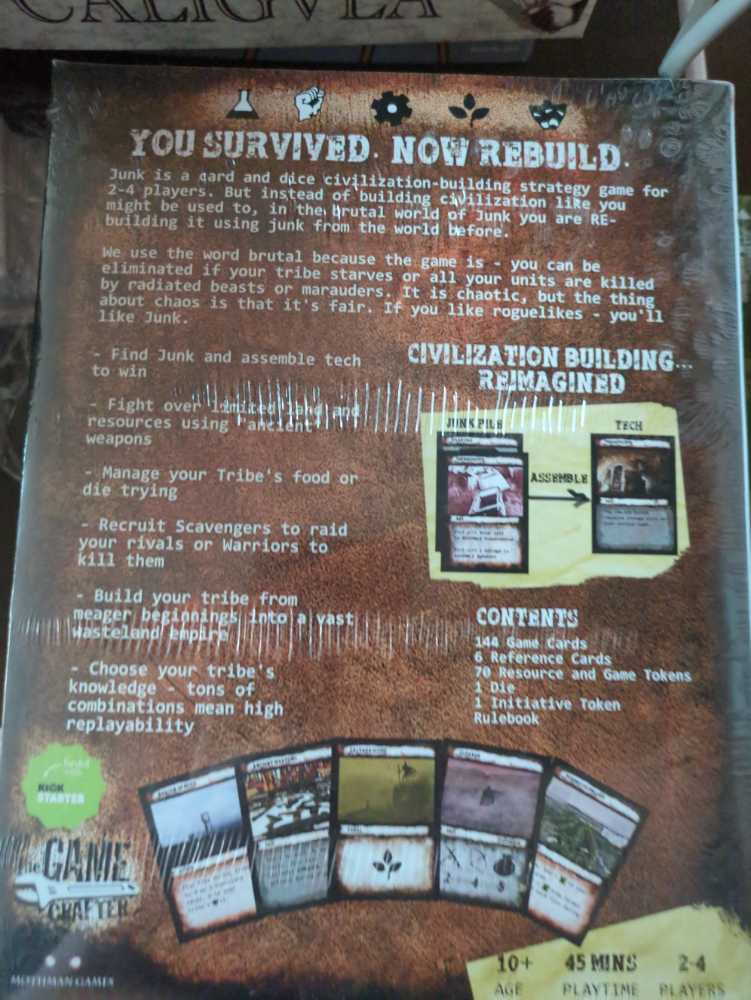 CALIGVLA
YOU SURVIVED. NOW REBUILD.
Junk is a card and dice civilization-building strategy game for
2-4 players. But instead of building civilization like you
might be used to, in the brutal world of Junk you are RE-
building it using junk from the world before.
We use the word brutal because the game is - you can be
eliminated if your tribe starves or all your units are killed
by radiated beasts or marauders. It is chaotic, but the thing
about chaos is that it's fair. If you like roguelikes - you'll
like Junk.
- Find Junk and assemble tech
to win
- Fight over limited land and
resources using "ancient"
weapons
- Manage your Tribe's food or
die trying
- Recruit Scavengers to raid
your rivals or Warriors to
kill them
- Build your tribe from
meager beginnings into a vast
wasteland empire
- Choose your tribe's
knowledge - tons of
combinations mean high
replayability
CIVILIZATION BUILDING...
REIMAGINED
JUNK PILE
TECH
ASSEMBLE
CONTENTS
144 Game Cards
6 Reference Cards
70 Resource and Game Tokens
1 Die
1 Initiative Token
Rulebook
KICK
STARTER
the
GAME
CRAFTER
MOTHMAN GAMES
10+
AGE
45 MINS
PLAYTIME
2-4
PLAYERS